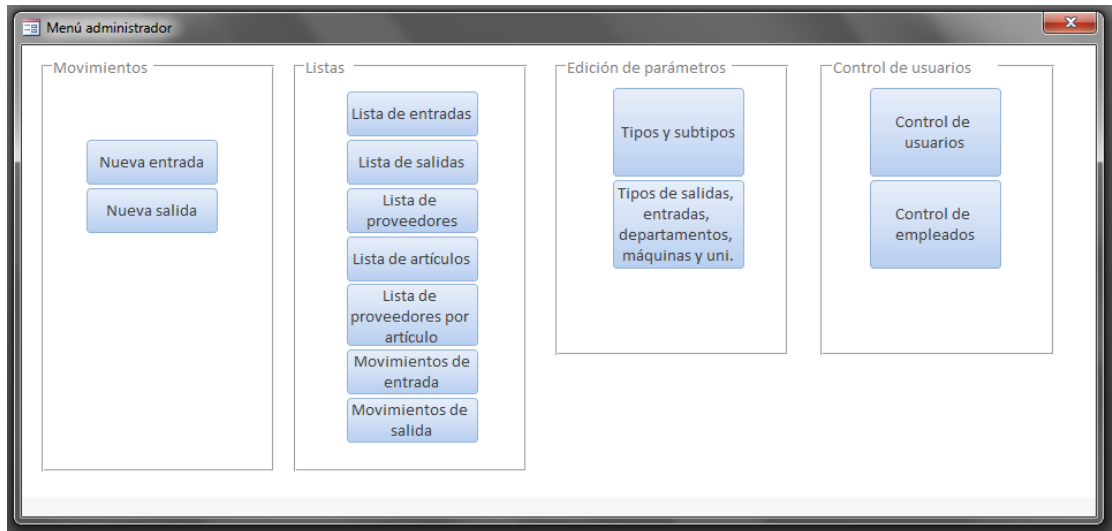 Menú administrador
Movimientos
Nueva entrada
Nueva salida
Listas
Lista de entradas
Lista de salidas
Lista de
proveedores
Lista de artículos
Lista de
proveedores por
artículo
Movimientos de
entrada
Movimientos de
salida
Edición de parámetros
Tipos y subtipos
Tipos de salidas,
entradas,
departamentos,
máquinas y uni.
Control de usuarios
Control de
usuarios
Control de
empleados